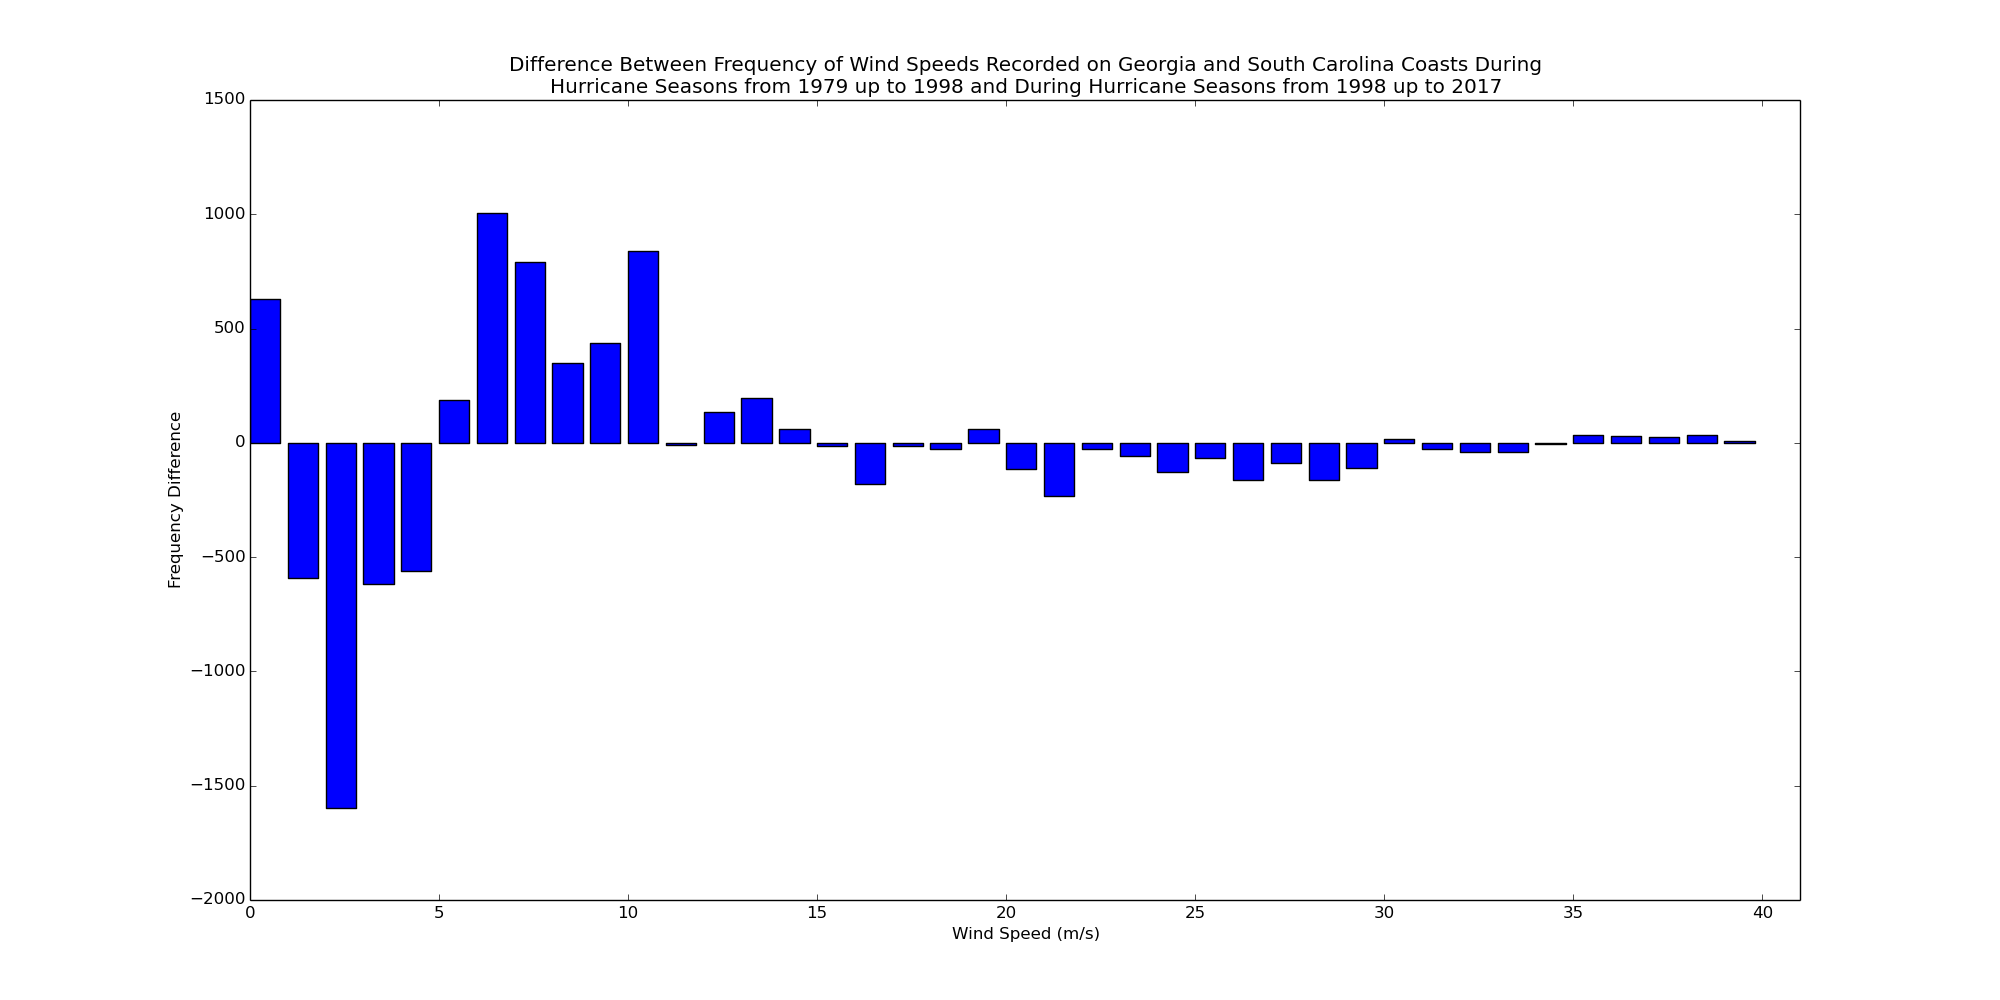 Difference Between Frequency of Wind Speeds Recorded on Georgia and South Carolina Coasts During
Hurricane Seasons from 1979 up to 1998 and During Hurricane Seasons from 1998 up to 2017
1500
1000
500
0
−500
−1000
−1500
−2000
Frequency Difference
0 5 10 15 20 25 30 35 40
Wind Speed (m/s)